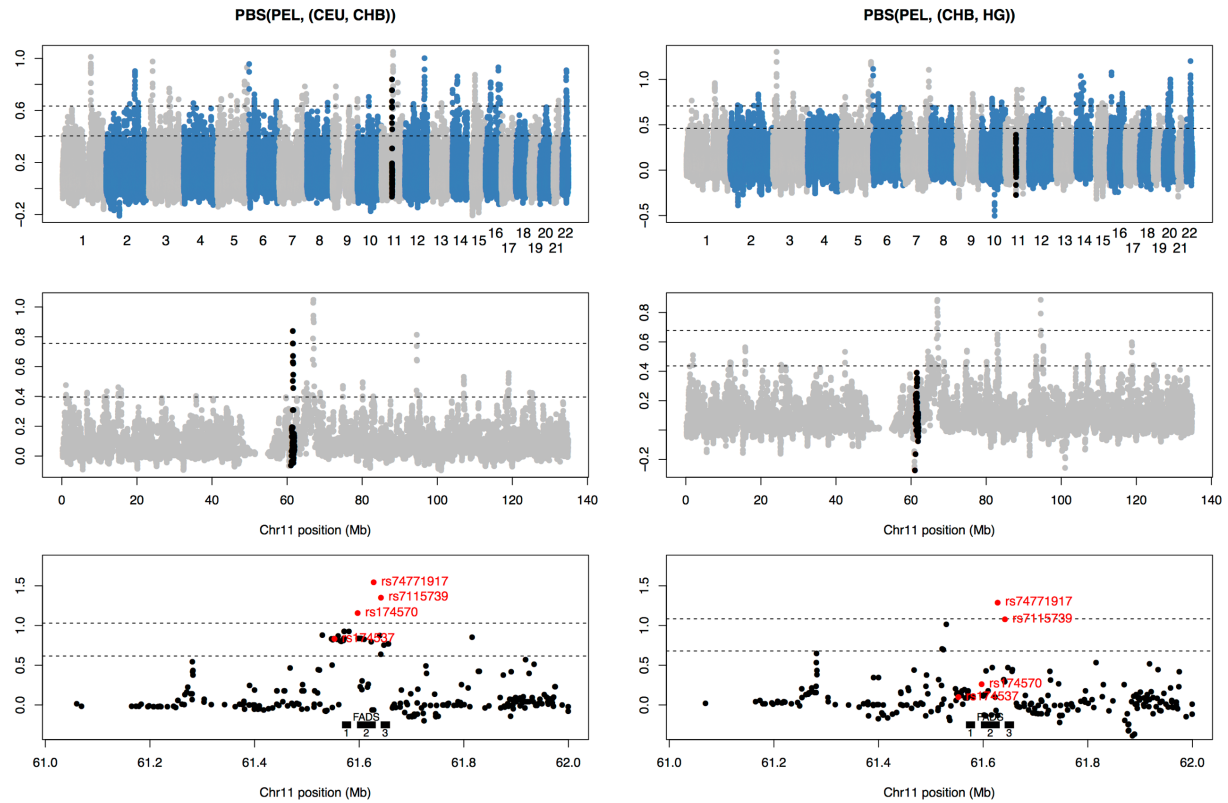 PBS(PEL, (CEU, CHB))
1.0
0.6
0.2
−0.2
1 2 3 4 5 6 7 8 9 10 11 12 13 14 15 16 17 18 19 20 21 22
PBS(PEL, (CHB, HG))
1.0
0.5
0.0
−0.5
1 2 3 4 5 6 7 8 9 10 11 12 13 14 15 16 17 18 19 20 21 22
1.0
0.8
0.6
0.4
0.2
0.0
0 20 40 60 80 100 120 140
Chr11 position (Mb)
0.8
0.6
0.4
0.2
−0.2
0 20 40 60 80 100 120 140
Chr11 position (Mb)
1.5
1.0
0.5
0.0
rs74771917
rs7115739
rs174570
rs174537
FADS
1 2 3
61.0 61.2 61.4 61.6 61.8 62.0
Chr11 position (Mb)
1.5
1.0
0.5
0.0
rs74771917
rs7115739
rs174570
rs174537
FADS
1 2 3
61.0 61.2 61.4 61.6 61.8 62.0
Chr11 position (Mb)